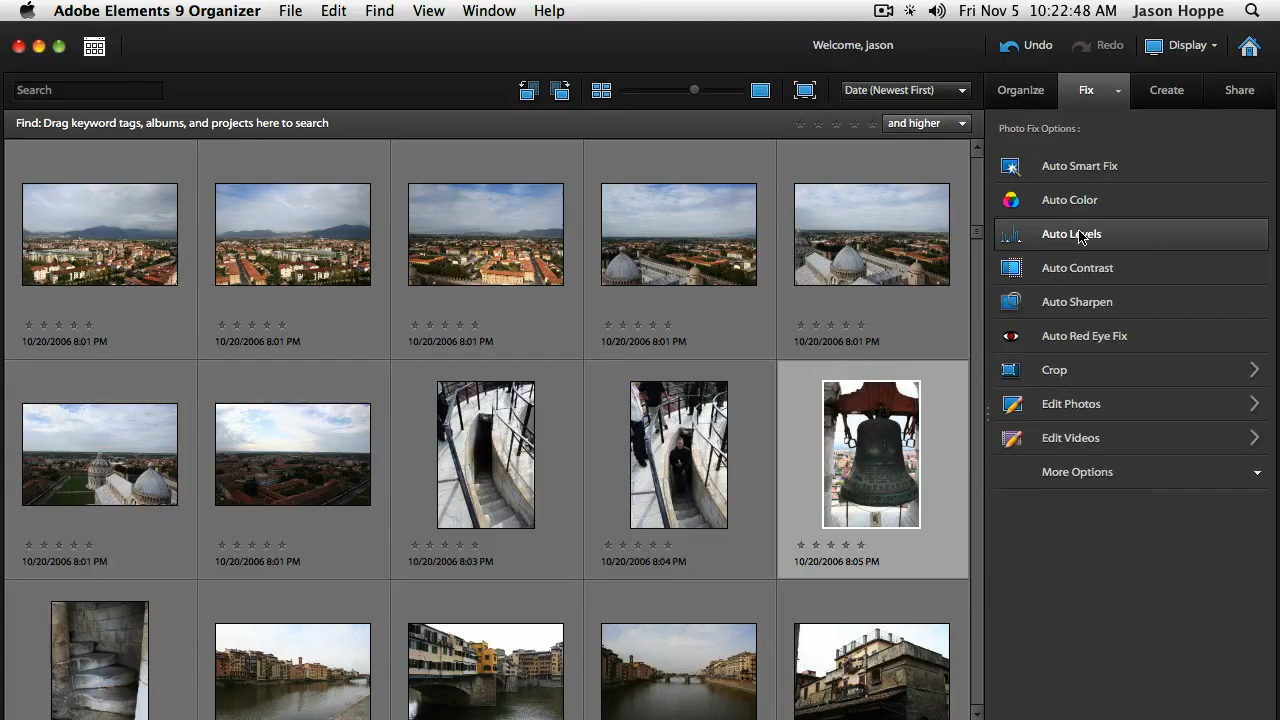 Adobe Elements 9 Organizer File Edit Find View Window Help Fri Nov 5 10:22:48 AM Jason Hoppe
Welcome, Jason Undo Redo Display
Search Date (Newest First) Organize Fix Create Share
Find: Drag keyword tags, albums, and projects here to search and higher
Photo Fix Options :
Auto Smart Fix
Auto Color
Auto Levels
Auto Contrast
Auto Sharpen
Auto Red Eye Fix
Crop
Edit Photos
Edit Videos
More Options
10/20/2006 8:01 PM 10/20/2006 8:01 PM 10/20/2006 8:01 PM 10/20/2006 8:01 PM 10/20/2006 8:01 PM
10/20/2006 8:01 PM 10/20/2006 8:01 PM 10/20/2006 8:03 PM 10/20/2006 8:04 PM 10/20/2006 8:05 PM